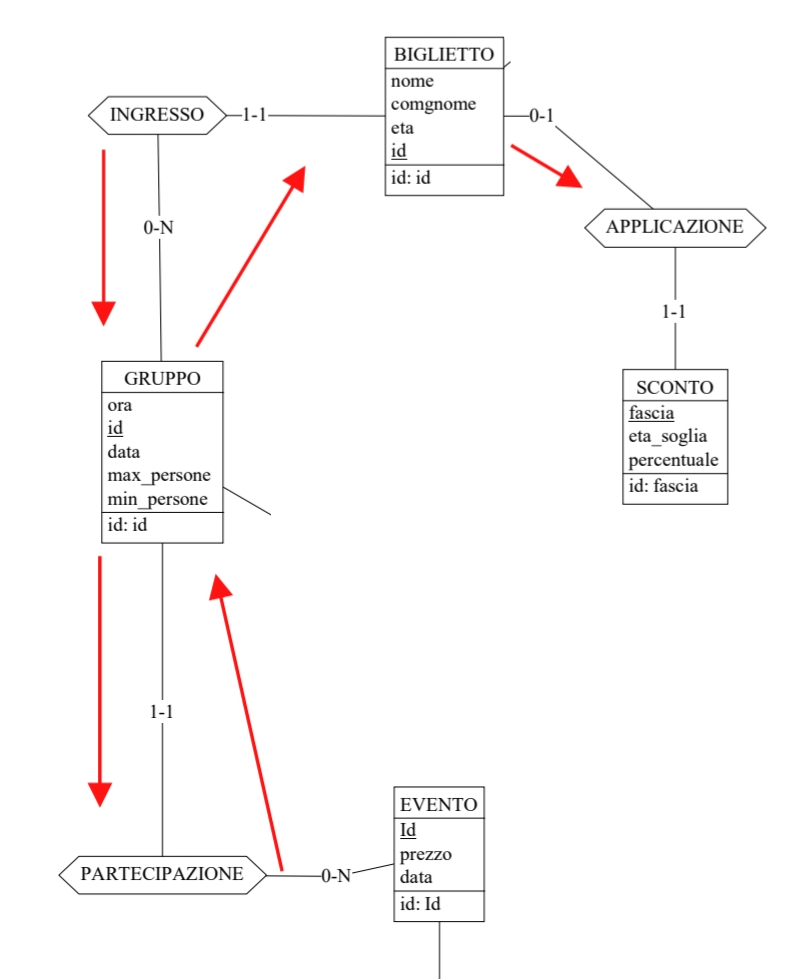 BIGLIETTO
nome
comgnome
eta
id
id: id
INGRESSO
1-1
0-1
0-N
APPLICAZIONE
1-1
GRUPPO
ora
id
data
max_persone
min_persone
id: id
SCONTO
fascia
eta_soglia
percentuale
id: fascia
1-1
PARTECIPAZIONE
0-N
EVENTO
Id
prezzo
data
id: Id